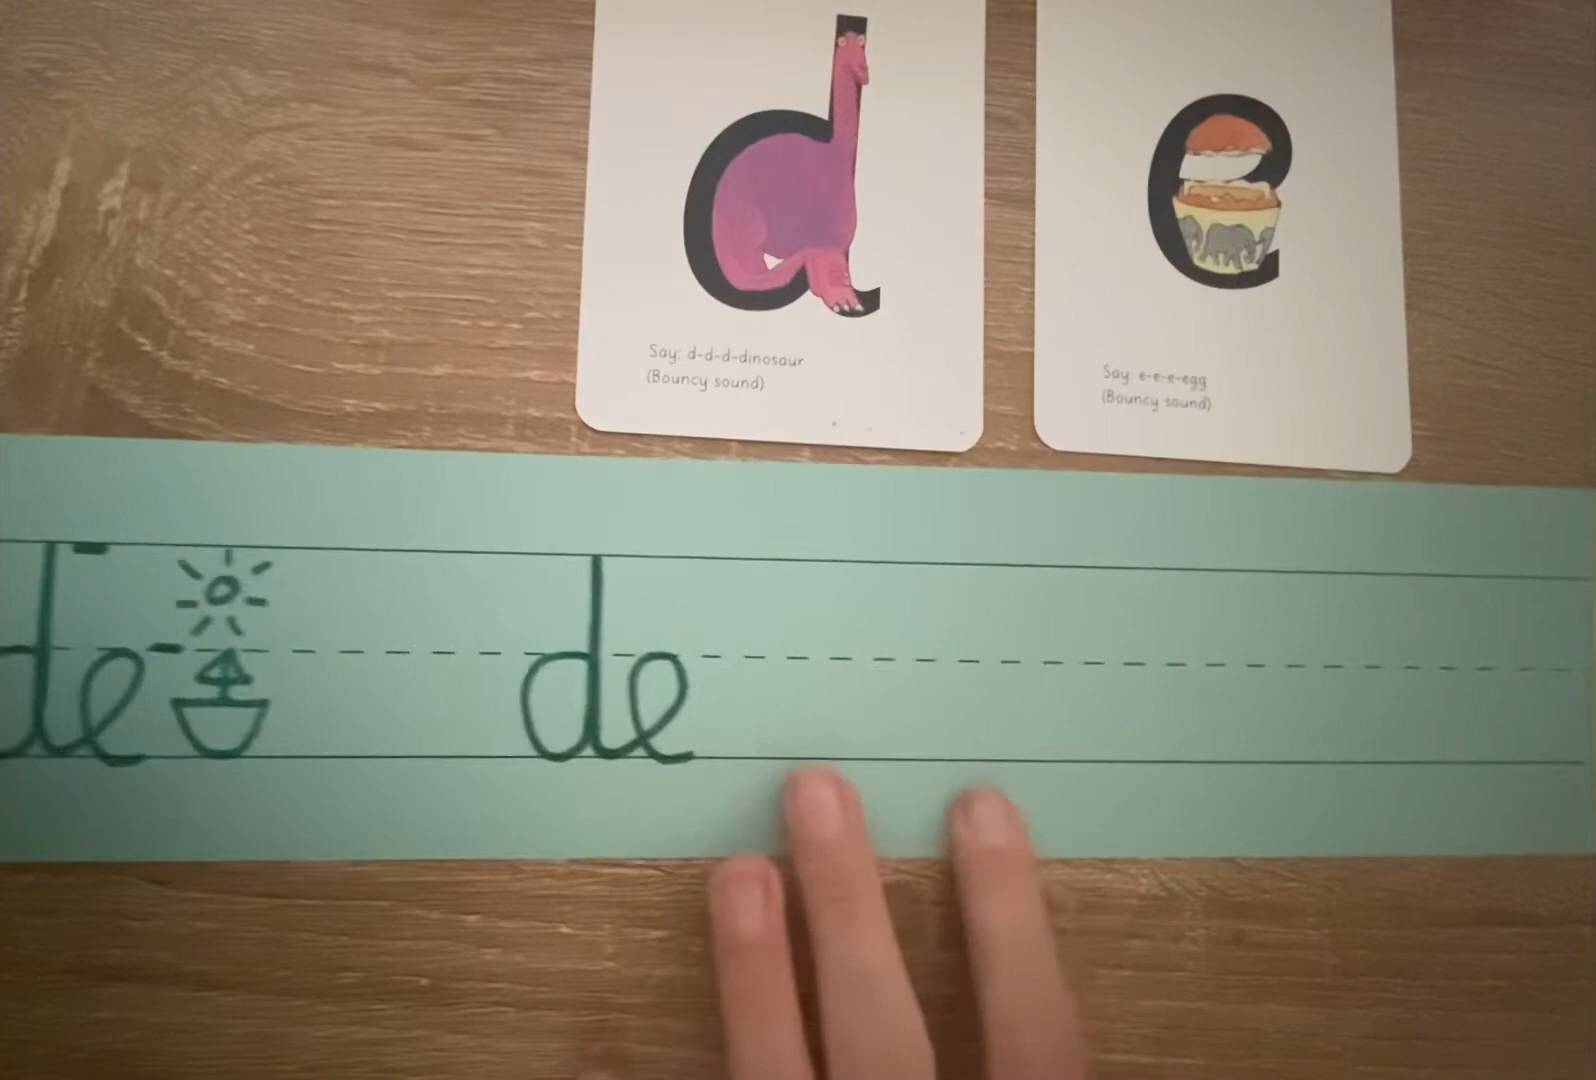 d
Say: d-d-d-dinosaur
(Bouncy sound)
e
Say e-e-e-egg
(Bouncy sound)
de de